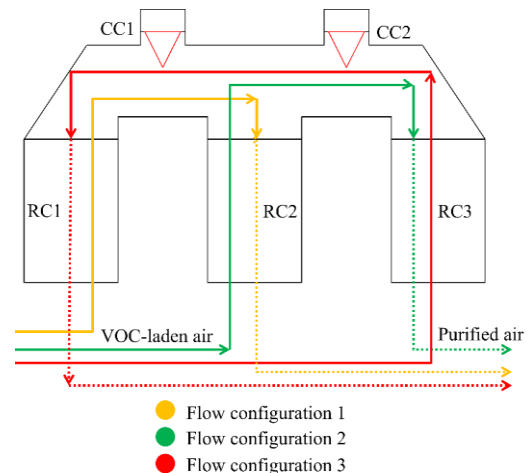 CC1
CC2
RC1
RC2
RC3
VOC-laden air
Purified air
Flow configuration 1
Flow configuration 2
Flow configuration 3